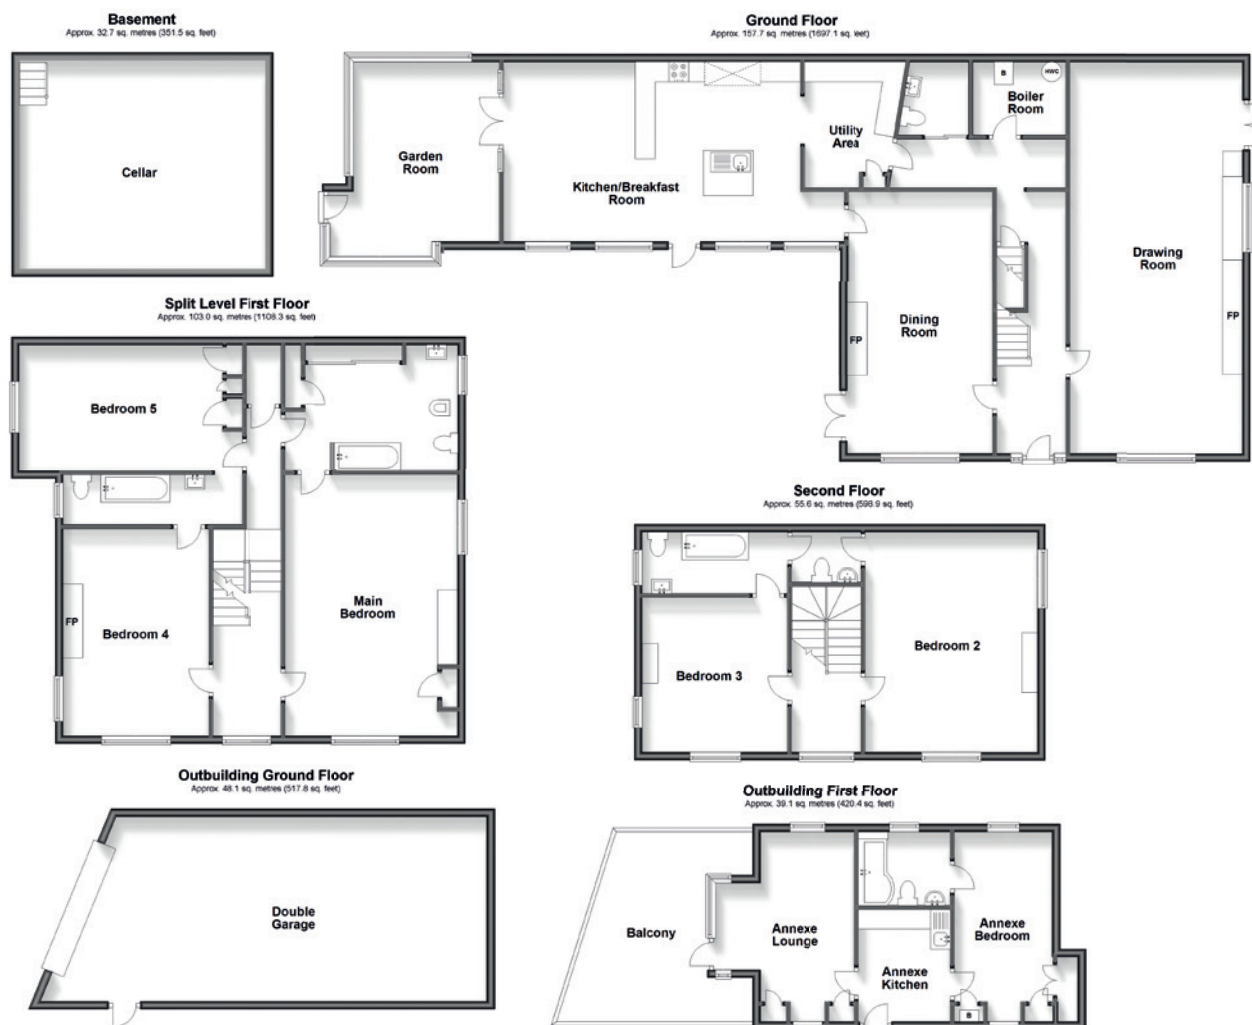 Basement
Approx. 32.7 sq. metres (351.5 sq. feet)
Cellar
Ground Floor
Approx. 157.7 sq. metres (1697.1 sq. feet)
Garden
Room
Kitchen/Breakfast
Room
Utility
Area
B
HWC
Boiler
Room
Dining
Room
FP
Drawing
Room
FP
Split Level First Floor
Approx. 103.0 sq. metres (1108.3 sq. feet)
Bedroom 5
Bedroom 4
FP
Main
Bedroom
Second Floor
Approx. 55.6 sq. metres (598.9 sq. feet)
Bedroom 3
Bedroom 2
Outbuilding Ground Floor
Approx. 48.1 sq. metres (517.8 sq. feet)
Double
Garage
Outbuilding First Floor
Approx. 39.1 sq. metres (420.4 sq. feet)
Balcony
Annexe
Lounge
Annexe
Kitchen
Annexe
Bedroom
B